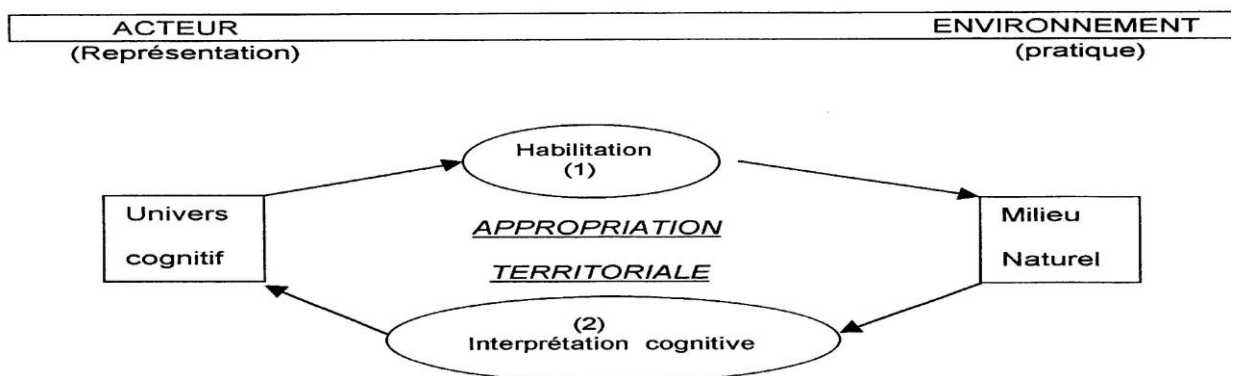 ACTEUR ENVIRONNEMENT
(Représentation) (pratique)
Habilitation
(1)
Univers
cognitif
APPROPRIATION
TERRITORIALE
Milieu
Naturel
(2)
Interprétation cognitive